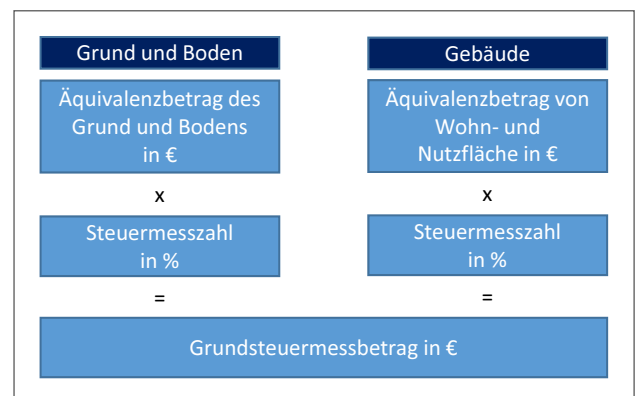 Grund und Boden
Äquivalenzbetrag des
Grund und Bodens
in €
x
Steuermesszahl
in %
=
Gebäude
Äquivalenzbetrag von
Wohn- und
Nutzfläche in €
x
Steuermesszahl
in %
=
Grundsteuermessbetrag in €